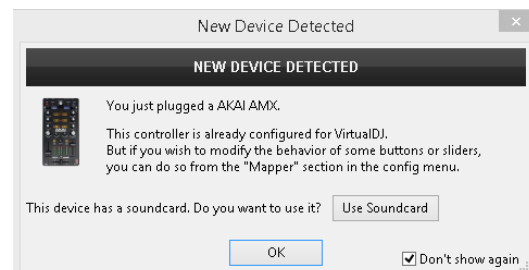 New Device Detected
NEW DEVICE DETECTED
You just plugged a AKAI AMX.
This controller is already configured for VirtualDJ.
But if you wish to modify the behavior of some buttons or sliders,
you can do so from the "Mapper" section in the config menu.
This device has a soundcard. Do you want to use it? Use Soundcard
OK
Don't show again